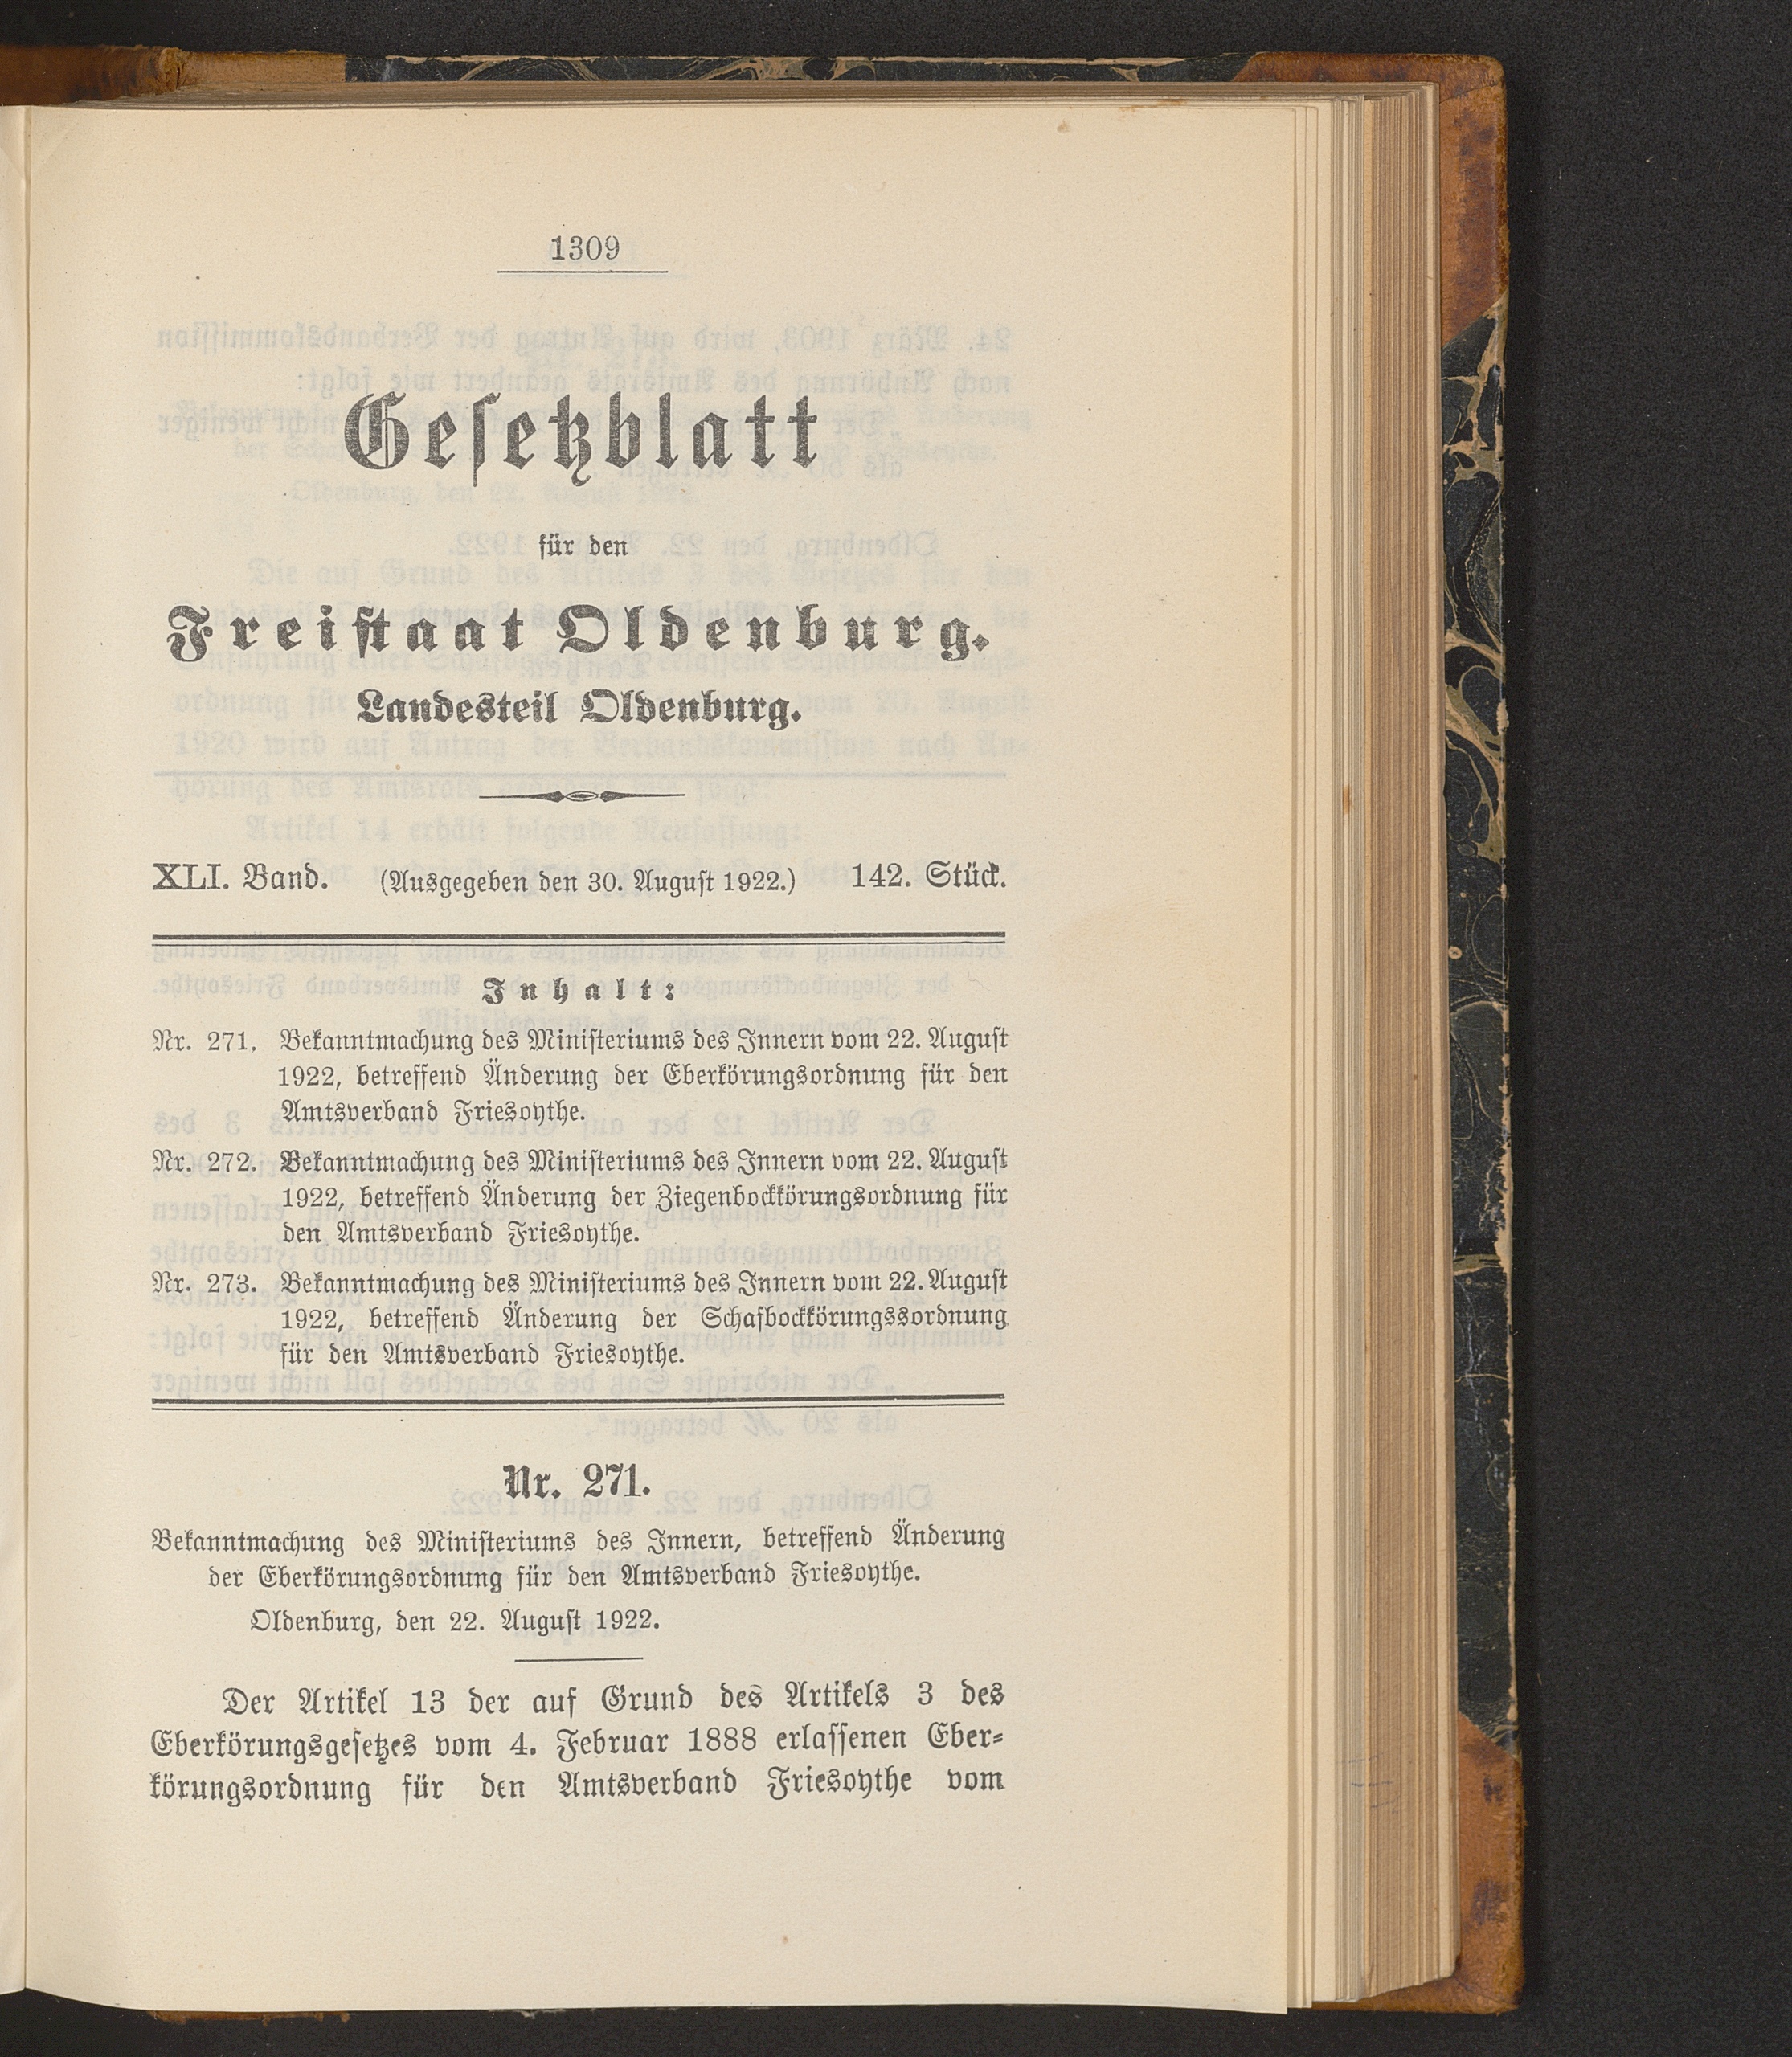 1309
Gesetzblatt
für den
Freistaat Oldenburg.
Landesteil Oldenburg.
XLI. Band. (Ausgegeben den 30. August 1922.) 142. Stück.
Inhalt:
Nr. 271. Bekanntmachung des Ministeriums des Innern vom 22. August
1922, betreffend Änderung der Eberkörungsordnung für den
Amtsverband Friesoythe.
Nr. 272. Bekanntmachung des Ministeriums des Innern vom 22. August
1922, betreffend Änderung der Ziegenbockkörungsordnung für
den Amtsverband Friesoythe.
Nr. 273. Bekanntmachung des Ministeriums des Innern vom 22. August
1922, betreffend Änderung der Schafbockkörungssordnung
für den Amtsverband Friesoythe.
Nr. 271.
Bekanntmachung des Ministeriums des Innern, betreffend Änderung
der Eberkörungsordnung für den Amtsverband Friesoythe.
Oldenburg, den 22. August 1922.
Der Artikel 13 der auf Grund des Artikels 3 des
Eberkörungsgesetzes vom 4. Februar 1888 erlassenen Eber-
körungsordnung für den Amtsverband Friesoythe vom